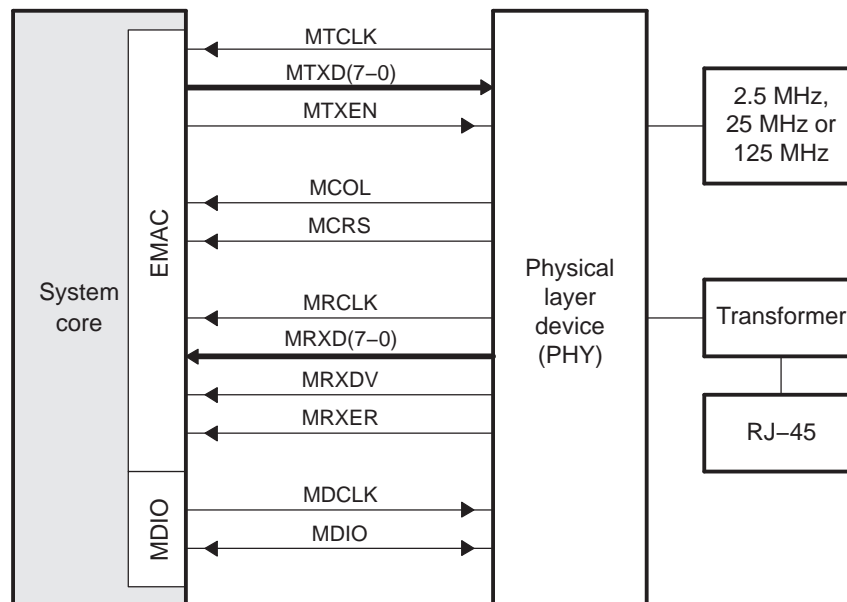 MTCLK
MTXD(7−0)
MTXEN
MCOL
MCRS
MRCLK
MRXD(7−0)
MRXDV
MRXER
MDCLK
MDIO
System
core
EMAC
MDIO
Physical
layer
device
(PHY)
2.5 MHz,
25 MHz or
125 MHz
Transformer
RJ−45